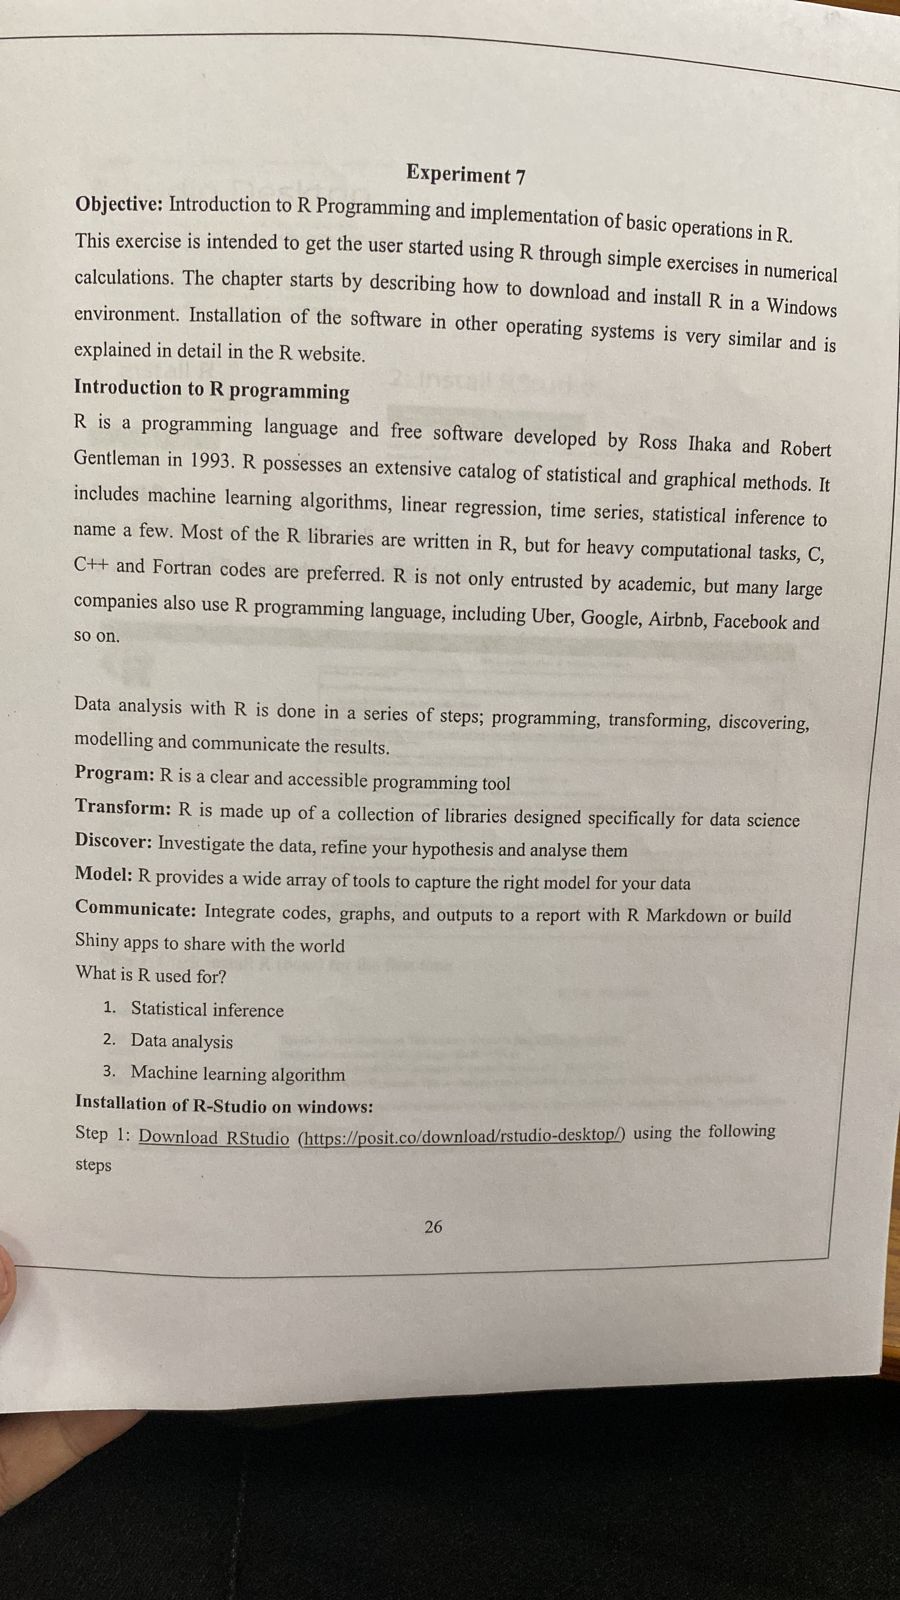 Experiment 7
Objective: Introduction to R Programming and implementation of basic operations in R.
This exercise is intended to get the user started using R through simple exercises in numerical
calculations. The chapter starts by describing how to download and install R in a Windows
environment. Installation of the software in other operating systems is very similar and is
explained in detail in the R website.
Introduction to R programming
R is a programming language and free software developed by Ross Ihaka and Robert
Gentleman in 1993. R possesses an extensive catalog of statistical and graphical methods. It
includes machine learning algorithms, linear regression, time series, statistical inference to
name a few. Most of the R libraries are written in R, but for heavy computational tasks, C,
C++ and Fortran codes are preferred. R is not only entrusted by academic, but many large
companies also use R programming language, including Uber, Google, Airbnb, Facebook and
so on.
Data analysis with R is done in a series of steps; programming, transforming, discovering,
modelling and communicate the results.
Program: R is a clear and accessible programming tool
Transform: R is made up of a collection of libraries designed specifically for data science
Discover: Investigate the data, refine your hypothesis and analyse them
Model: R provides a wide array of tools to capture the right model for your data
Communicate: Integrate codes, graphs, and outputs to a report with R Markdown or build
Shiny apps to share with the world
What is R used for?
1. Statistical inference
2. Data analysis
3. Machine learning algorithm
Installation of R-Studio on windows:
Step 1: Download RStudio (https://posit.co/download/rstudio-desktop/) using the following
steps
26